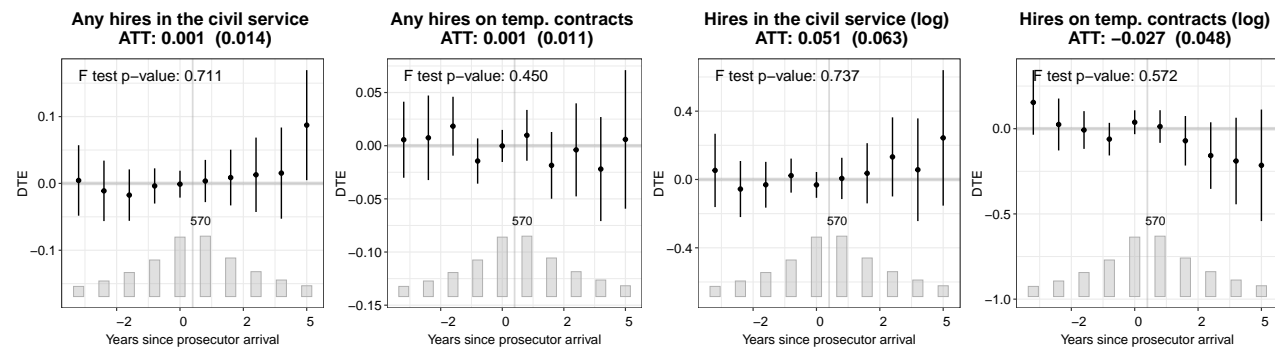 Any hires in the civil service
ATT: 0.001 (0.014)
F test p−value: 0.711
DTE
0.1
0.0
−0.1
570
−2
0
2
5
Years since prosecutor arrival
Any hires on temp. contracts
ATT: 0.001 (0.011)
F test p−value: 0.450
DTE
0.05
0.00
−0.05
−0.10
−0.15
570
−2
0
2
5
Years since prosecutor arrival
Hires in the civil service (log)
ATT: 0.051 (0.063)
F test p−value: 0.737
DTE
0.4
0.0
−0.4
570
−2
0
2
5
Years since prosecutor arrival
Hires on temp. contracts (log)
ATT: −0.027 (0.048)
F test p−value: 0.572
DTE
0.0
−0.5
−1.0
570
−2
0
2
5
Years since prosecutor arrival